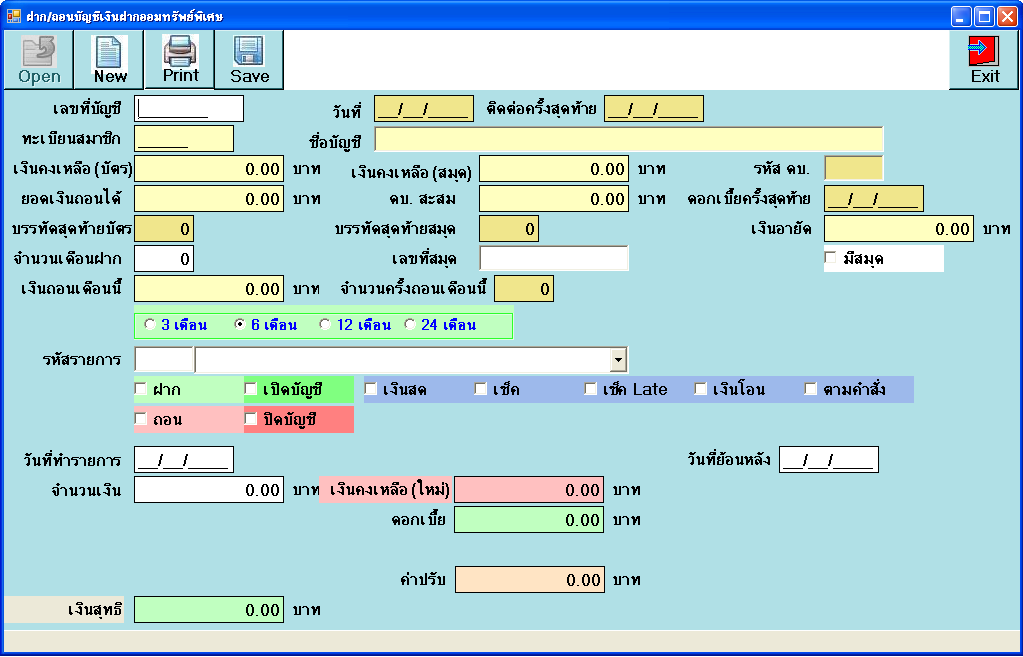 ฝาก/ถอนบัญชีเงินฝากออมทรัพย์พิเศษ
Open New Print Save Exit
เลขที่บัญชี วันที่ __/__/____ ติดต่อครั้งสุดท้าย __/__/____
ทะเบียนสมาชิก ชื่อบัญชี
เงินคงเหลือ (บัตร) 0.00 บาท เงินคงเหลือ (สมุด) 0.00 บาท รหัส ดบ.
ยอดเงินถอนได้ 0.00 บาท ดบ. สะสม 0.00 บาท ดอกเบี้ยครั้งสุดท้าย __/__/____
บรรทัดสุดท้ายบัตร 0 บรรทัดสุดท้ายสมุด 0 เงินอายัด 0.00 บาท
จำนวนเดือนฝาก 0 เลขที่สมุด มีสมุด
เงินถอนเดือนนี้ 0.00 บาท จำนวนครั้งถอนเดือนนี้ 0
3 เดือน 6 เดือน 12 เดือน 24 เดือน
รหัสรายการ
ฝาก เปิดบัญชี เงินสด เช็ค เช็ค Late เงินโอน ตามคำสั่ง
ถอน ปิดบัญชี
วันที่ทำรายการ __/__/____ วันที่ย้อนหลัง __/__/____
จำนวนเงิน 0.00 บาท เงินคงเหลือ (ใหม่) 0.00 บาท
ดอกเบี้ย 0.00 บาท
ค่าปรับ 0.00 บาท
เงินสุทธิ 0.00 บาท